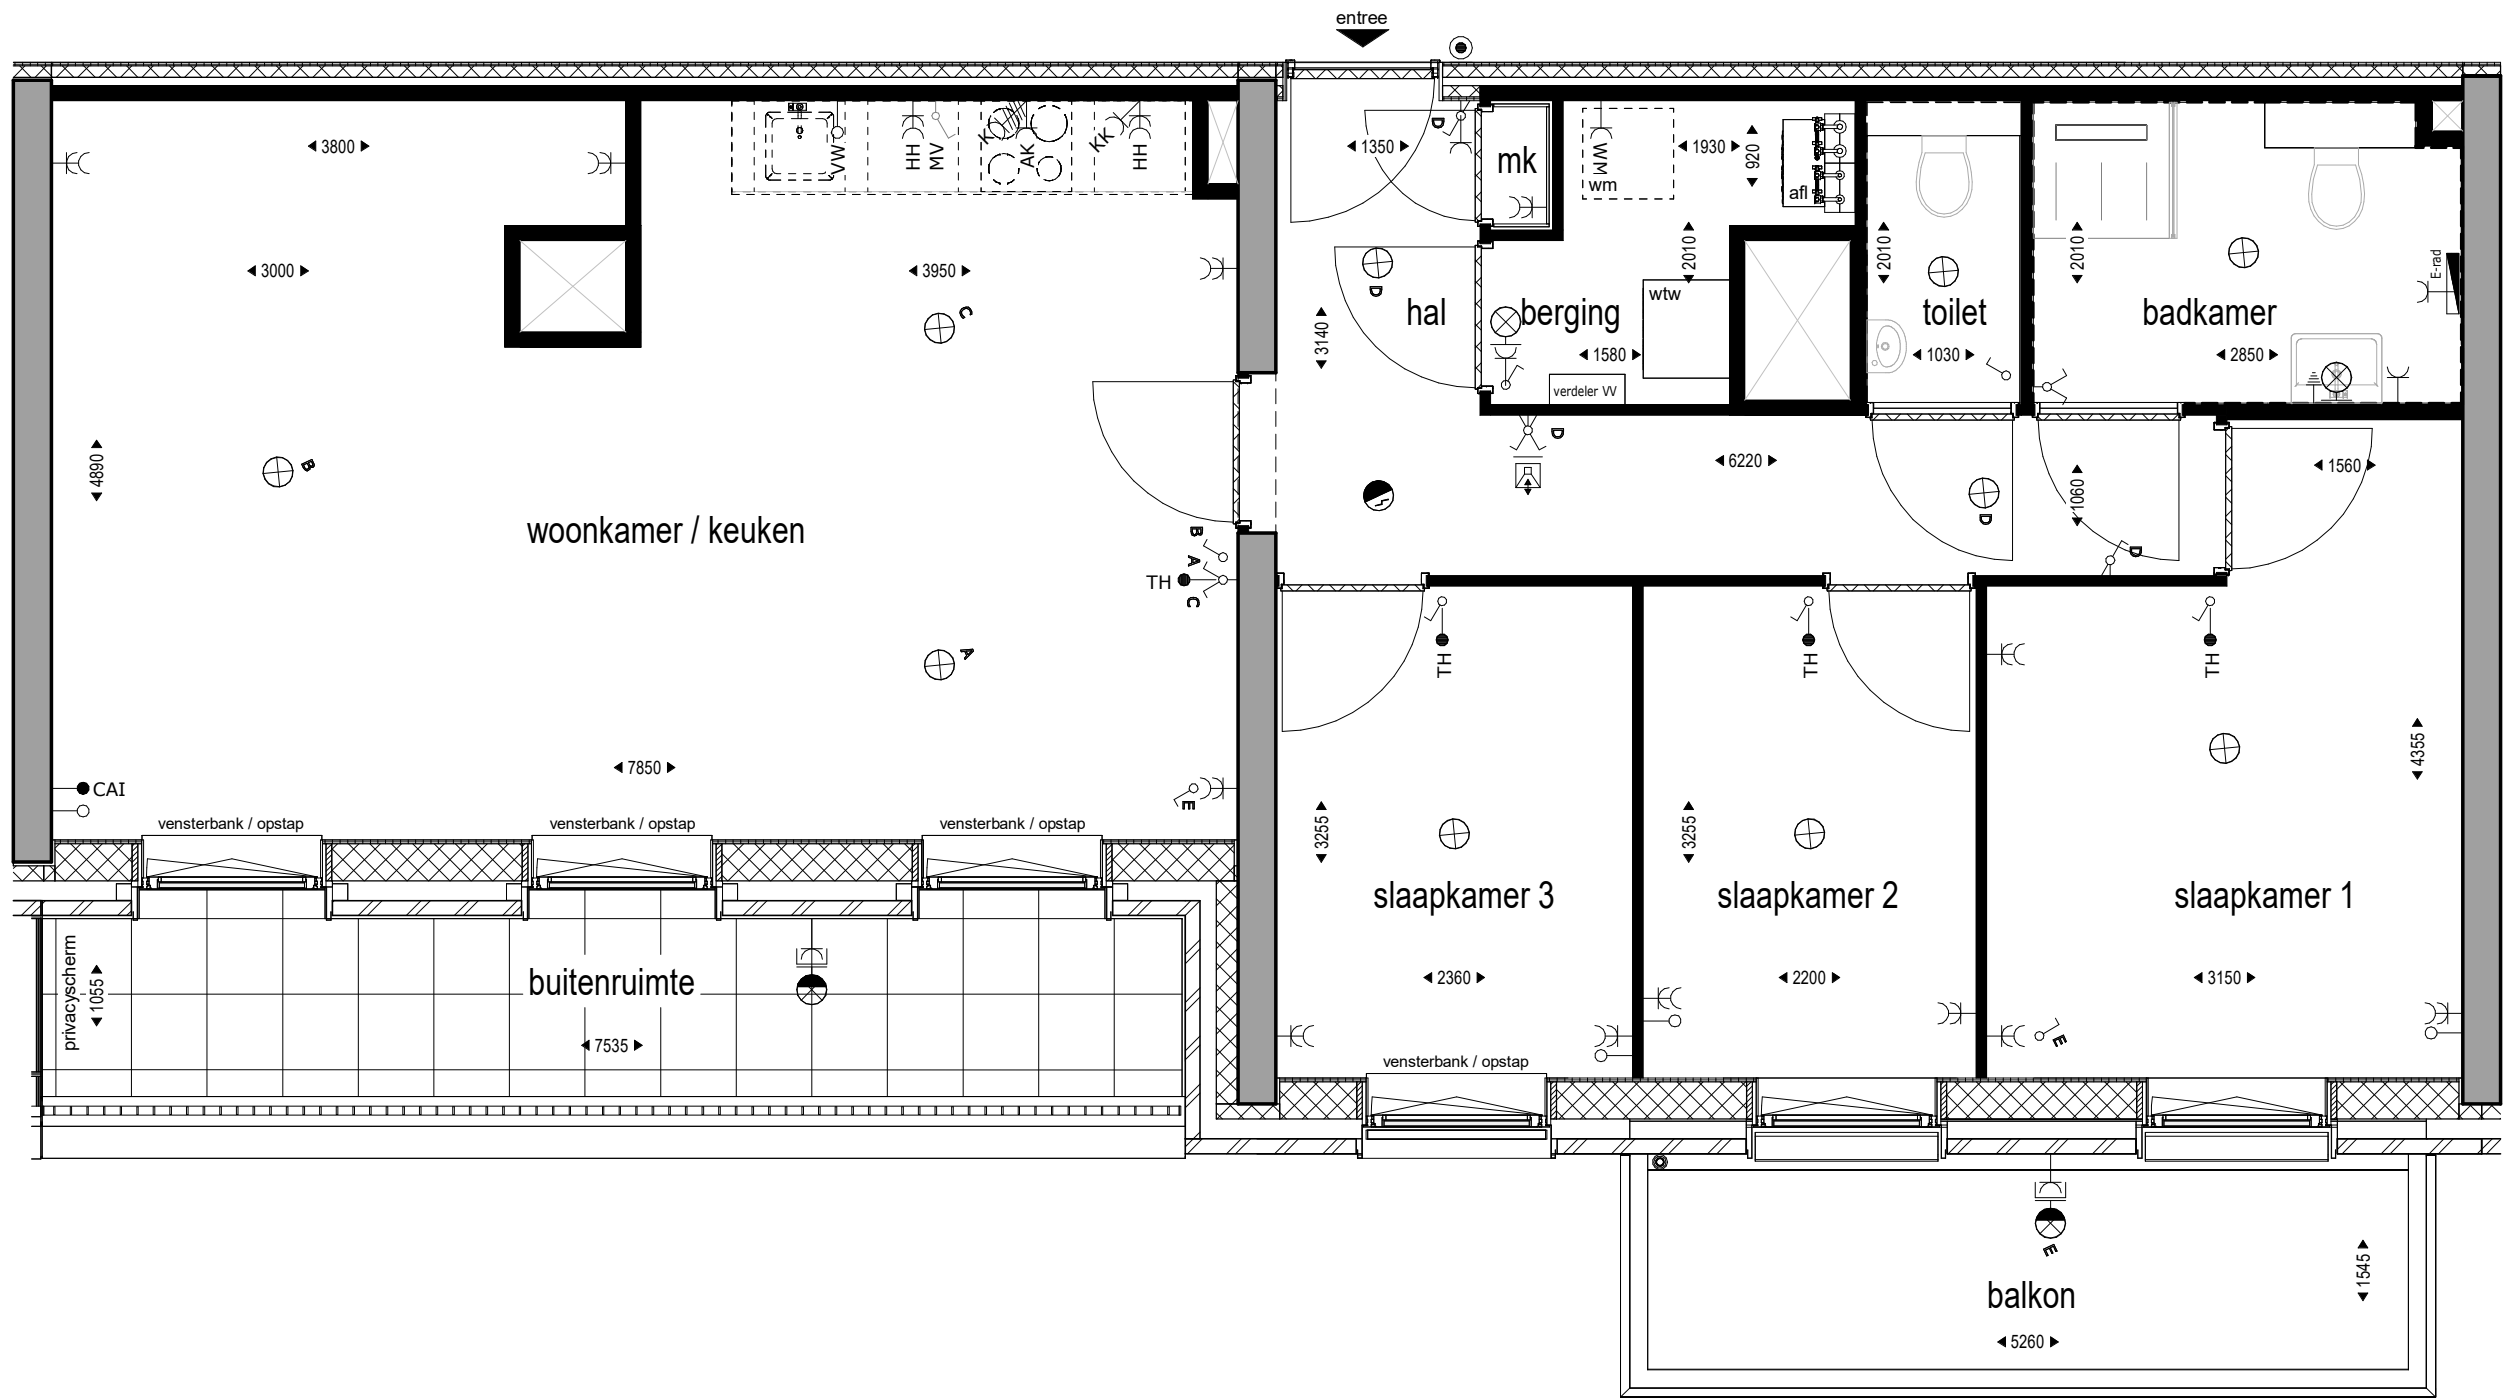 entree
3800
VW
HH
MV
K
AK
KK
HH
1350
D
mk
WM
wm
1930
920
afl
2010
2010
2010
E-rad
3000
3950
C
D
hal
3140
berging
wtw
toilet
badkamer
1580
1030
2850
verdeler VV
4890
B
D
6220
1560
1060
D
woonkamer / keuken
B
A
TH
C
D
TH
TH
TH
A
7850
4355
CAI
E
vensterbank / opstap
vensterbank / opstap
vensterbank / opstap
3255
3255
slaapkamer 3
slaapkamer 2
slaapkamer 1
privacyscherm
1055
buitenruimte
2360
2200
3150
7535
E
vensterbank / opstap
E
1545
balkon
5260